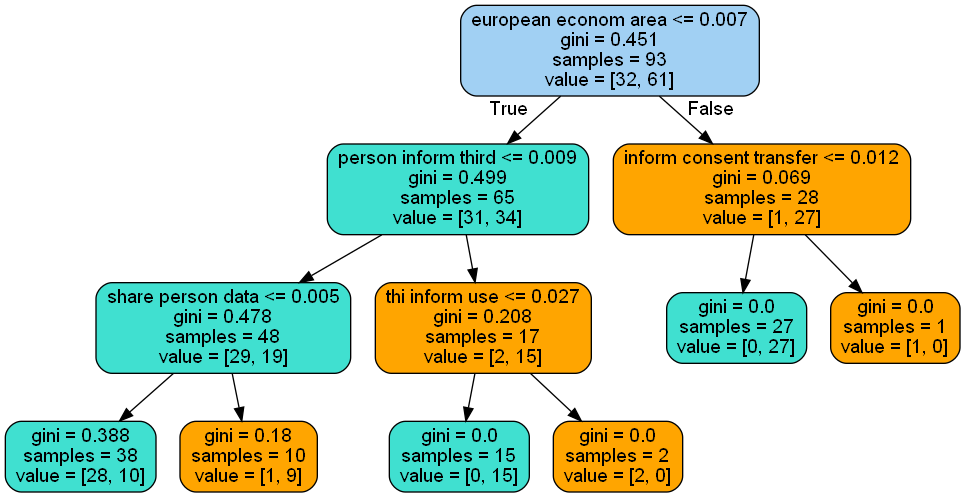 european econom area <= 0.007
gini = 0.451
samples = 93
value = [32, 61]
True
False
person inform third <= 0.009
gini = 0.499
samples = 65
value = [31, 34]
inform consent transfer <= 0.012
gini = 0.069
samples = 28
value = [1, 27]
share person data <= 0.005
gini = 0.478
samples = 48
value = [29, 19]
thi inform use <= 0.027
gini = 0.208
samples = 17
value = [2, 15]
gini = 0.0
samples = 27
value = [0, 27]
gini = 0.0
samples = 1
value = [1, 0]
gini = 0.388
samples = 38
value = [28, 10]
gini = 0.18
samples = 10
value = [1, 9]
gini = 0.0
samples = 15
value = [0, 15]
gini = 0.0
samples = 2
value = [2, 0]